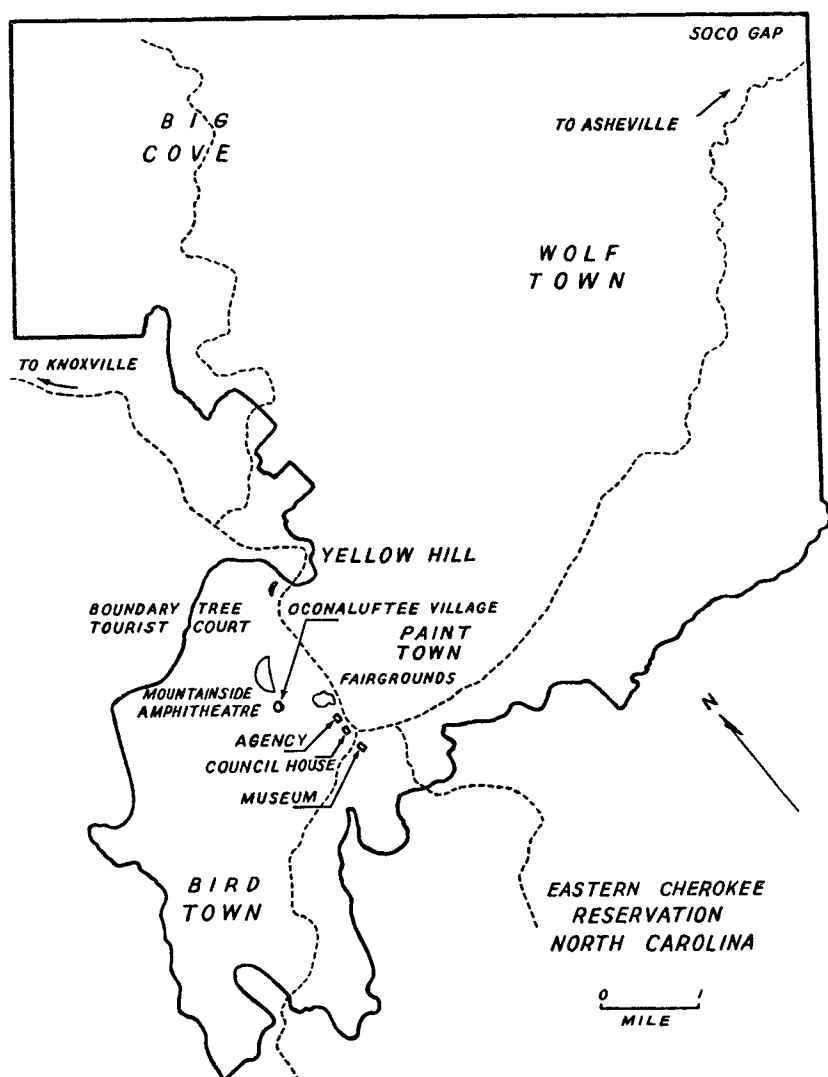 SOCO GAP
TO ASHEVILLE
BIG
COVE
WOLF
TOWN
TO KNOXVILLE
YELLOW HILL
BOUNDARY TREE
TOURIST COURT
OCONALUFTEE VILLAGE
PAINT
TOWN
FAIRGROUNDS
MOUNTAINSIDE
AMPHITHEATRE
AGENCY
COUNCIL HOUSE
MUSEUM
N
BIRD
TOWN
EASTERN CHEROKEE
RESERVATION
NORTH CAROLINA
0 1
MILE